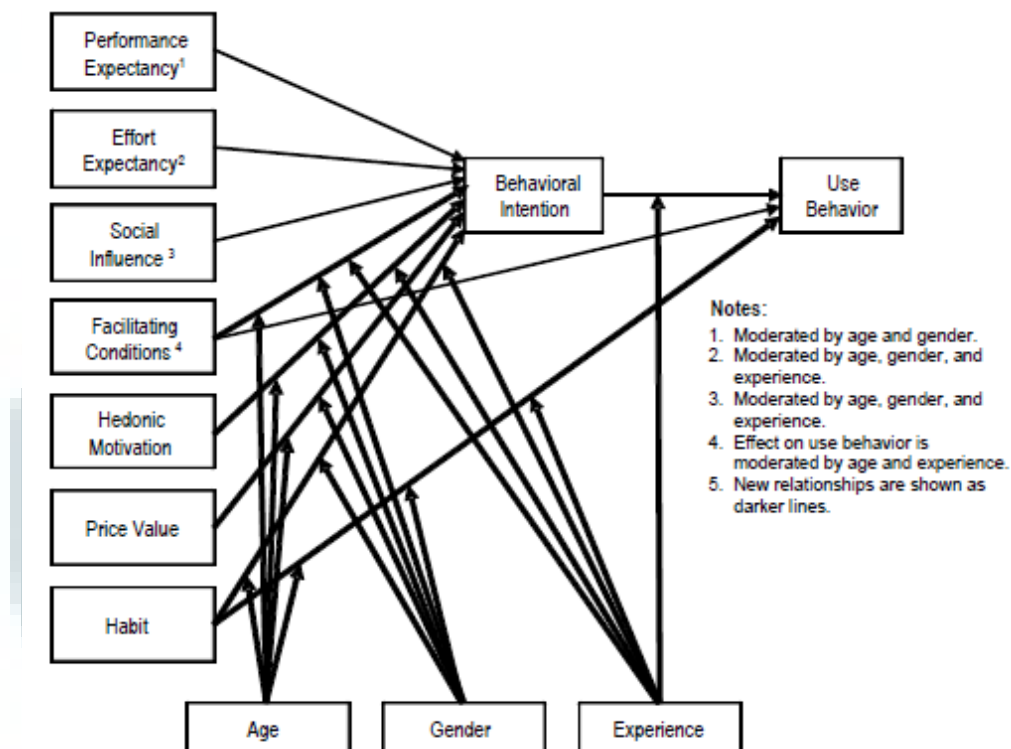 Performance
Expectancy¹
Effort
Expectancy²
Social
Influence ³
Facilitating
Conditions ⁴
Hedonic
Motivation
Price Value
Habit
Behavioral
Intention
Use
Behavior
Notes:
1. Moderated by age and gender.
2. Moderated by age, gender, and
experience.
3. Moderated by age, gender, and
experience.
4. Effect on use behavior is
moderated by age and experience.
5. New relationships are shown as
darker lines.
Age
Gender
Experience